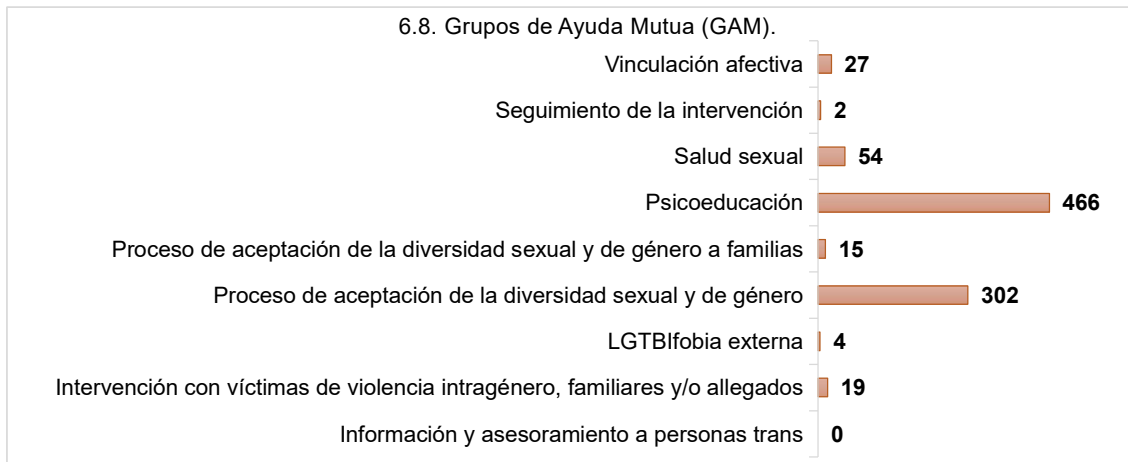 6.8. Grupos de Ayuda Mutua (GAM).
Vinculación afectiva 27
Seguimiento de la intervención 2
Salud sexual 54
Psicoeducación 466
Proceso de aceptación de la diversidad sexual y de género a familias 15
Proceso de aceptación de la diversidad sexual y de género 302
LGTBIfobia externa 4
Intervención con víctimas de violencia intragénero, familiares y/o allegados 19
Información y asesoramiento a personas trans 0